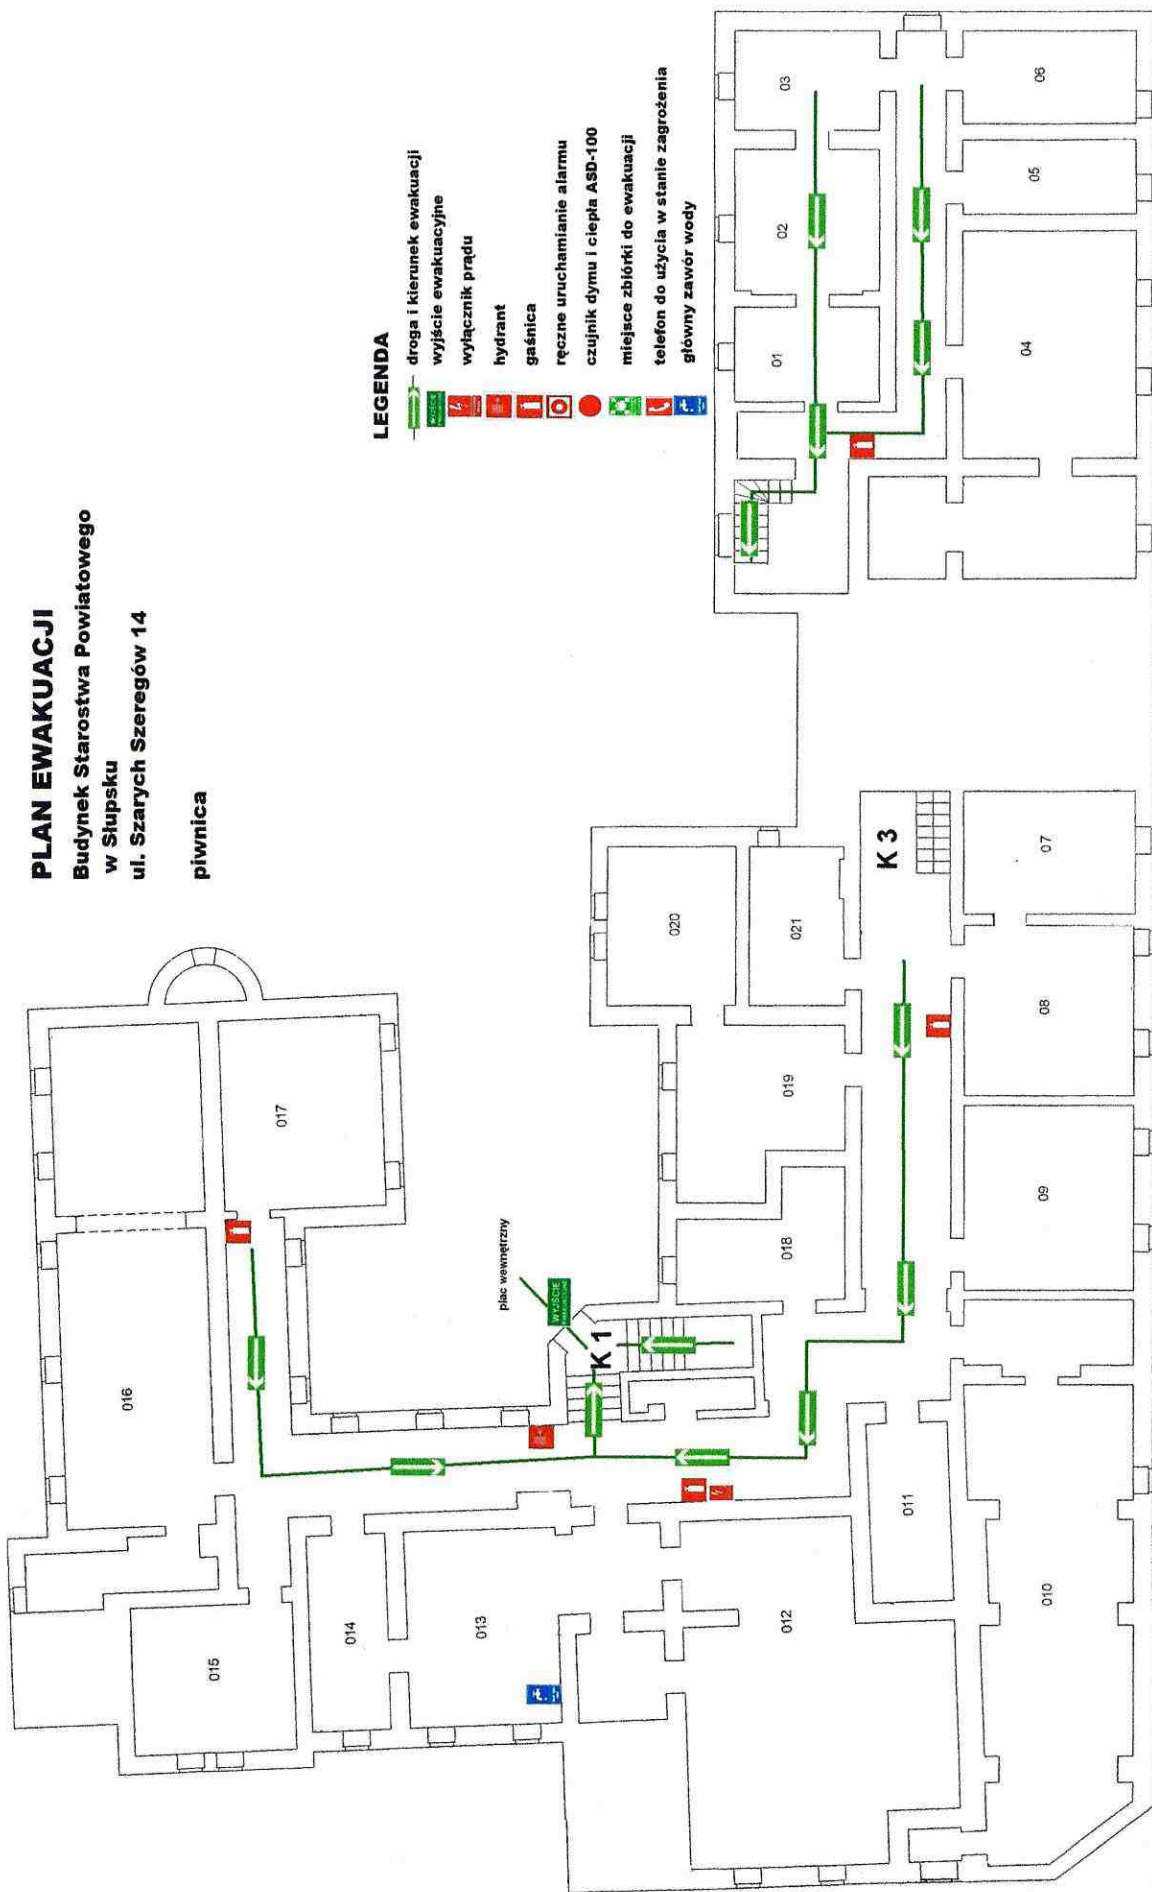 PLAN EWAKUACJI
Budynek Starostwa Powiatowego
w Słupsku
ul. Szarych Szeregów 14
piwnica
LEGENDA
droga i kierunek ewakuacji
wyjście ewakuacyjne
wyłącznik prądu
hydrant
gaśnica
ręczne uruchamianie alarmu
czujnik dymu i ciepła ASD-100
miejsce zbiórki do ewakuacji
telefon do użycia w stanie zagrożenia
główny zawór wody
01
02
03
04
05
06
07
08
09
010
011
012
013
014
015
016
017
018
019
020
021
K 1
K 3
plac wewnętrzny
WYJŚCIE